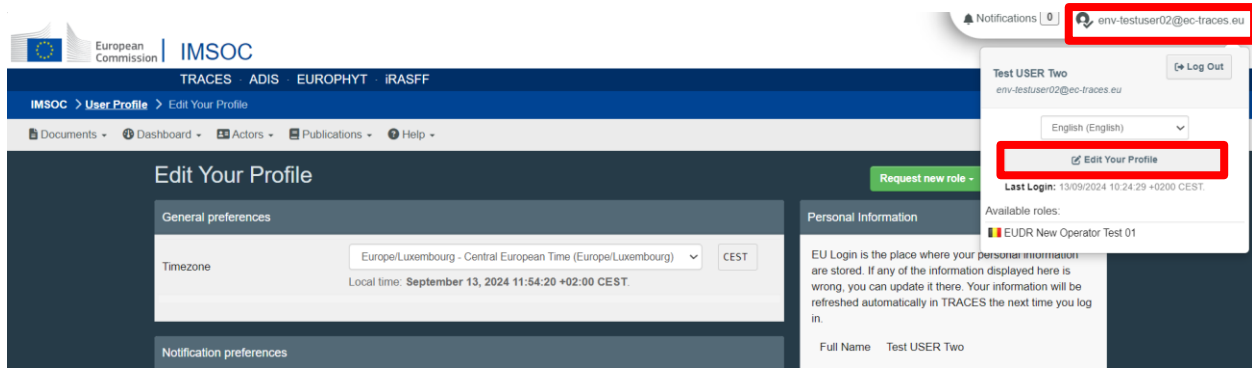 Notifications 0 env-testuser02@ec-traces.eu
European
Commission
IMSOC
TRACES · ADIS · EUROPHYT · iRASFF
IMSOC > User Profile > Edit Your Profile
Documents Dashboard Actors Publications Help
Test USER Two
env-testuser02@ec-traces.eu
Log Out
English (English)
Edit Your Profile
Last Login: 13/09/2024 10:24:29 +0200 CEST.
Available roles:
EUDR New Operator Test 01
Edit Your Profile
Request new role
General preferences
Timezone
Europe/Luxembourg - Central European Time (Europe/Luxembourg) CEST
Local time: September 13, 2024 11:54:20 +02:00 CEST.
Notification preferences
Personal Information
EU Login is the place where your personal information
are stored. If any of the information displayed here is
wrong, you can update it there. Your information will be
refreshed automatically in TRACES the next time you log
in.
Full Name Test USER Two